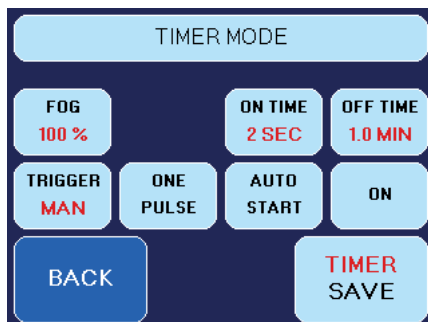 TIMER MODE
FOG
100 %
ON TIME
2 SEC
OFF TIME
1.0 MIN
TRIGGER
MAN
ONE
PULSE
AUTO
START
ON
BACK
TIMER
SAVE